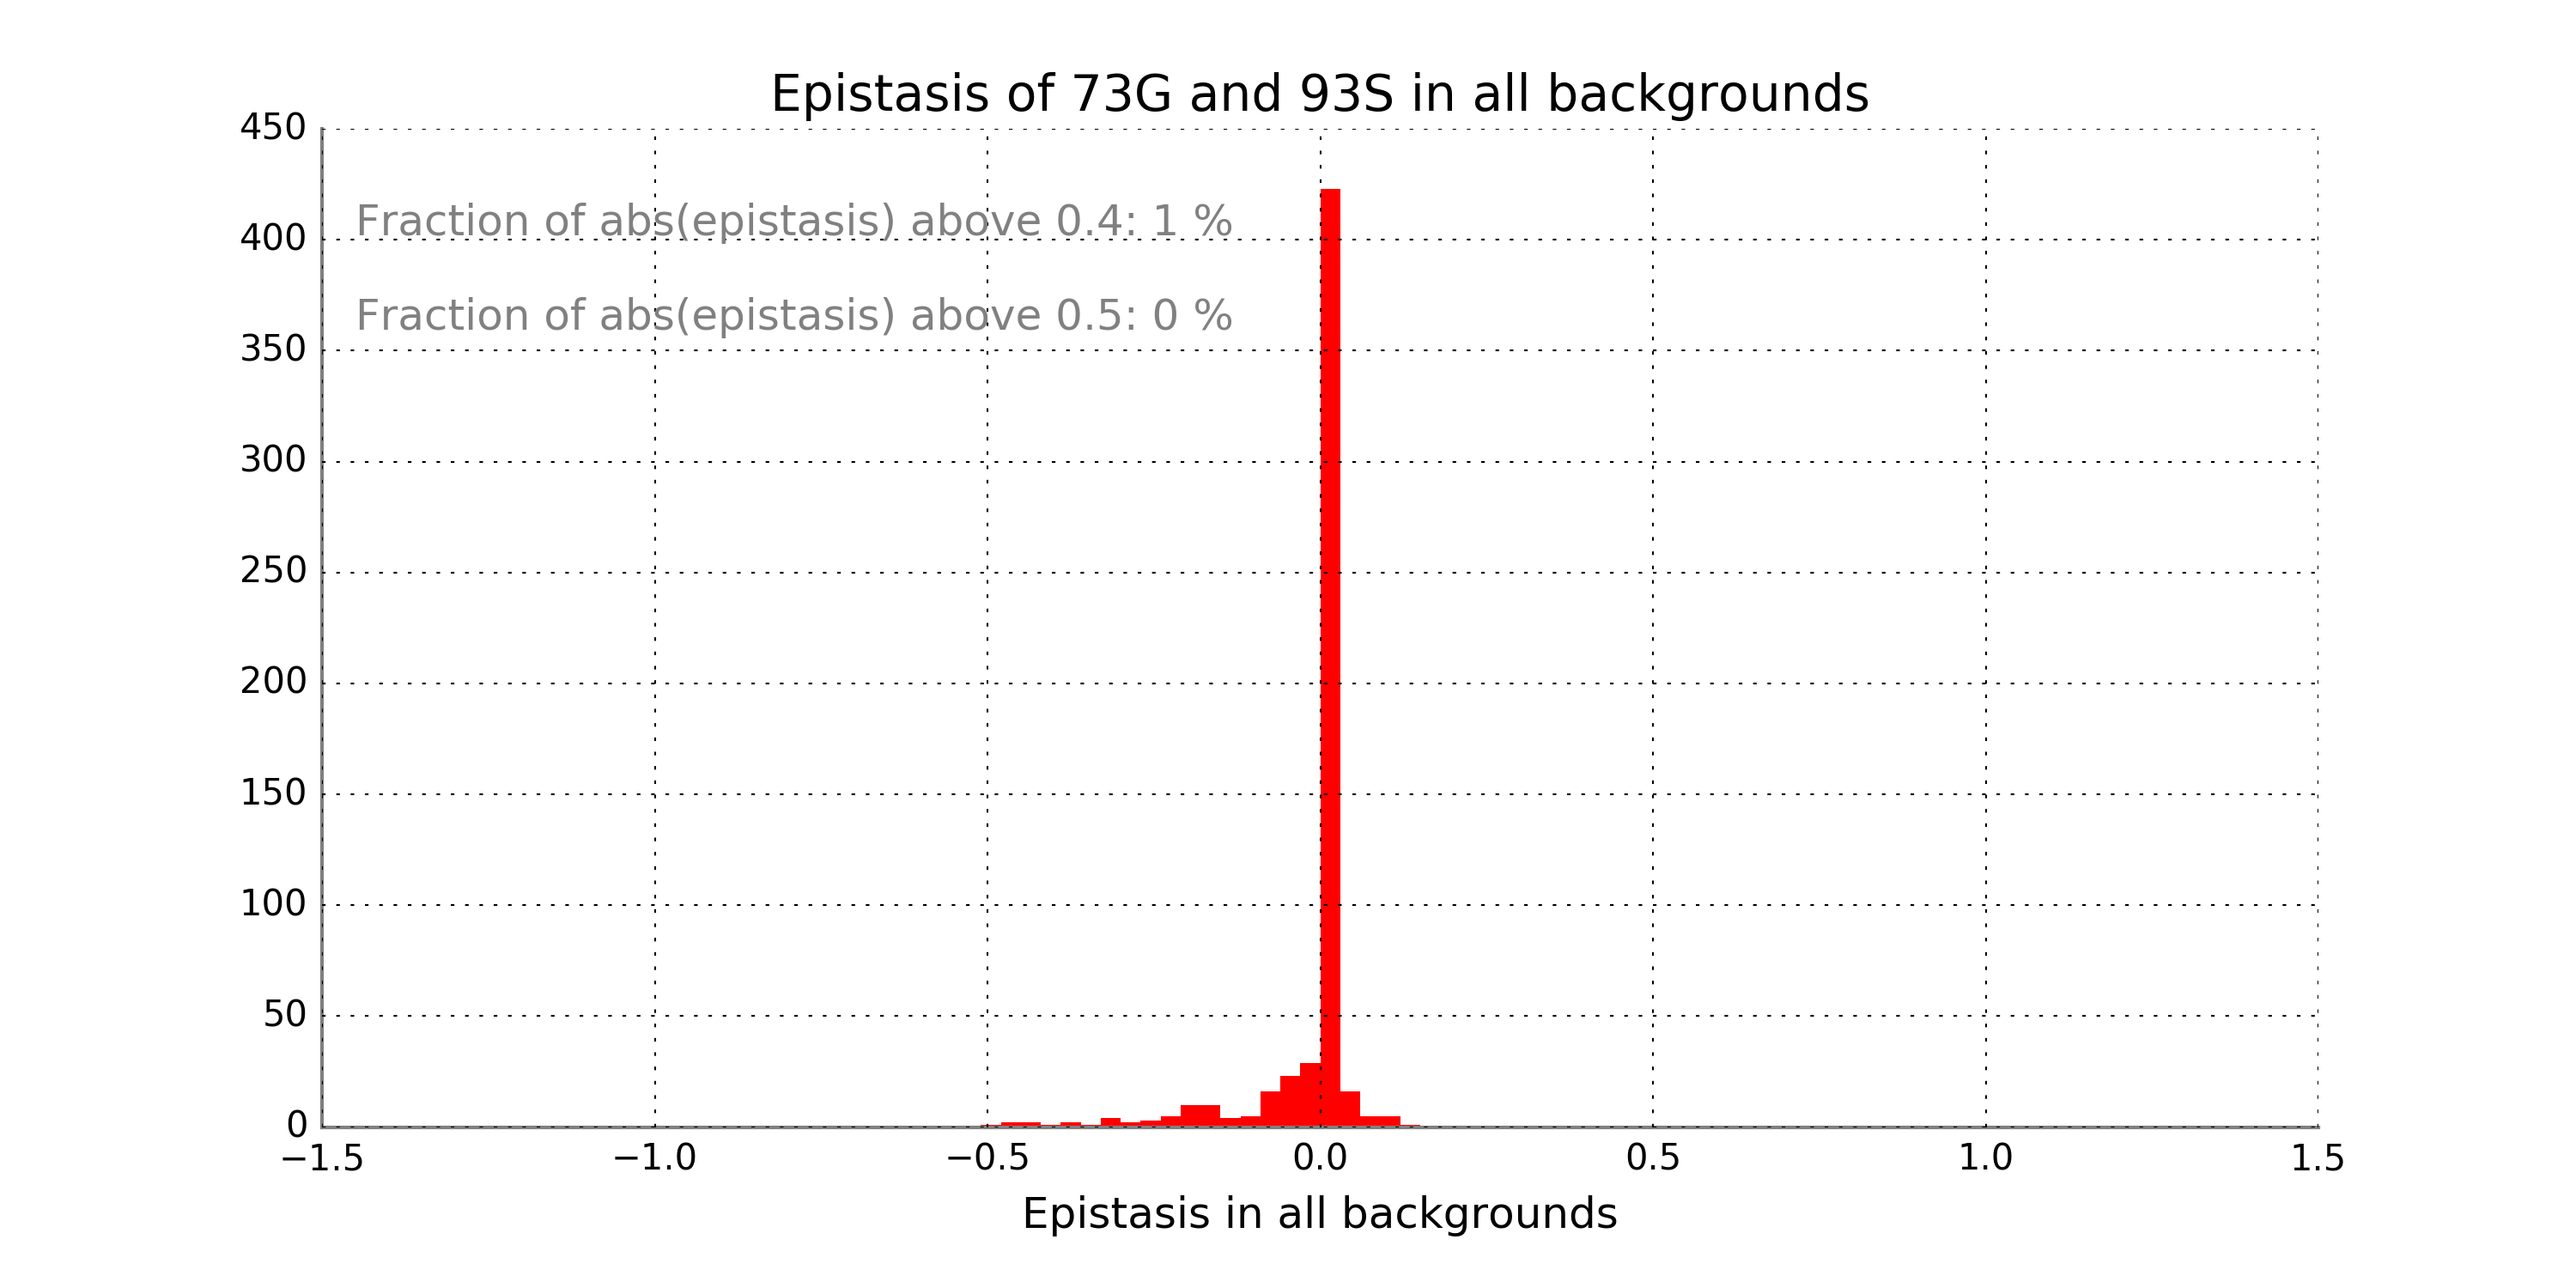 Epistasis of 73G and 93S in all backgrounds
450
400
350
300
250
200
150
100
50
0
Fraction of abs(epistasis) above 0.4: 1 %
Fraction of abs(epistasis) above 0.5: 0 %
−1.5 −1.0 −0.5 0.0 0.5 1.0 1.5
Epistasis in all backgrounds